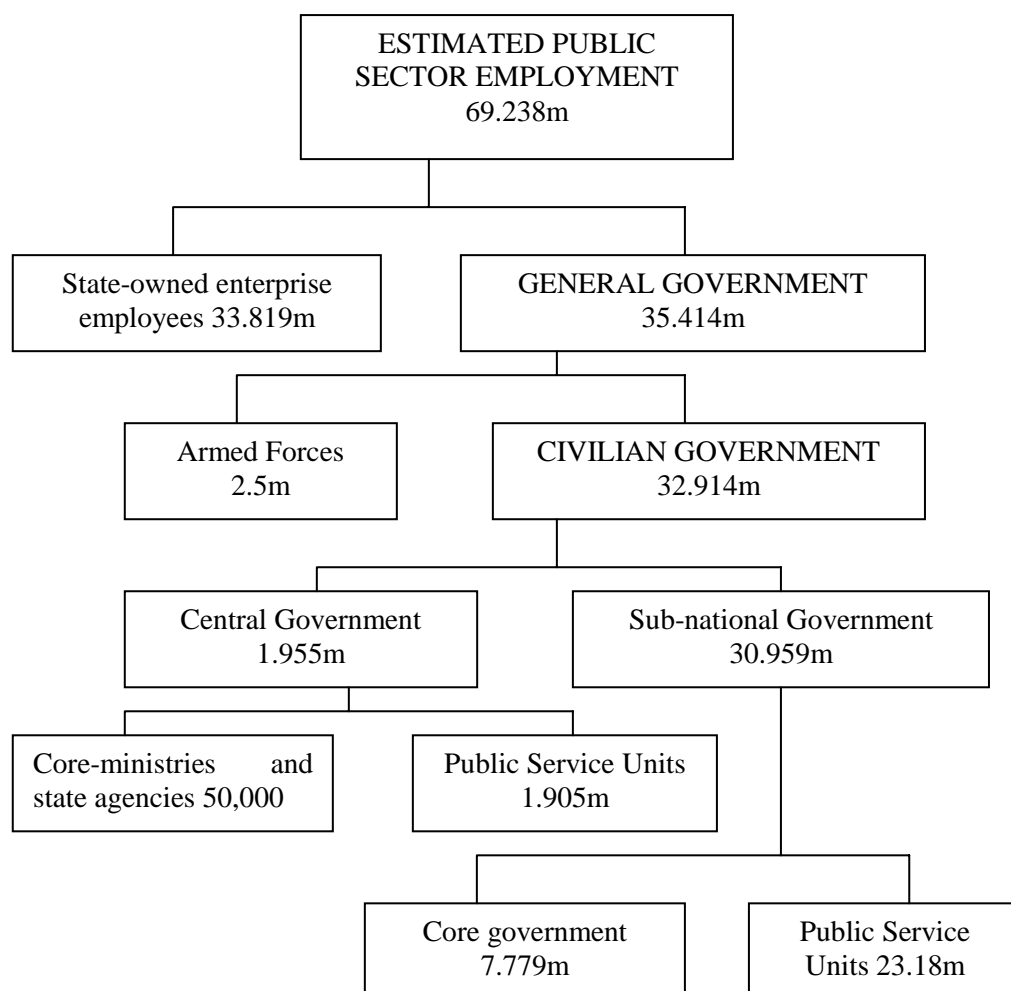 ESTIMATED PUBLIC
SECTOR EMPLOYMENT
69.238m
State-owned enterprise
employees 33.819m
GENERAL GOVERNMENT
35.414m
Armed Forces
2.5m
CIVILIAN GOVERNMENT
32.914m
Central Government
1.955m
Sub-national Government
30.959m
Core-ministries and
state agencies 50,000
Public Service Units
1.905m
Core government
7.779m
Public Service
Units 23.18m